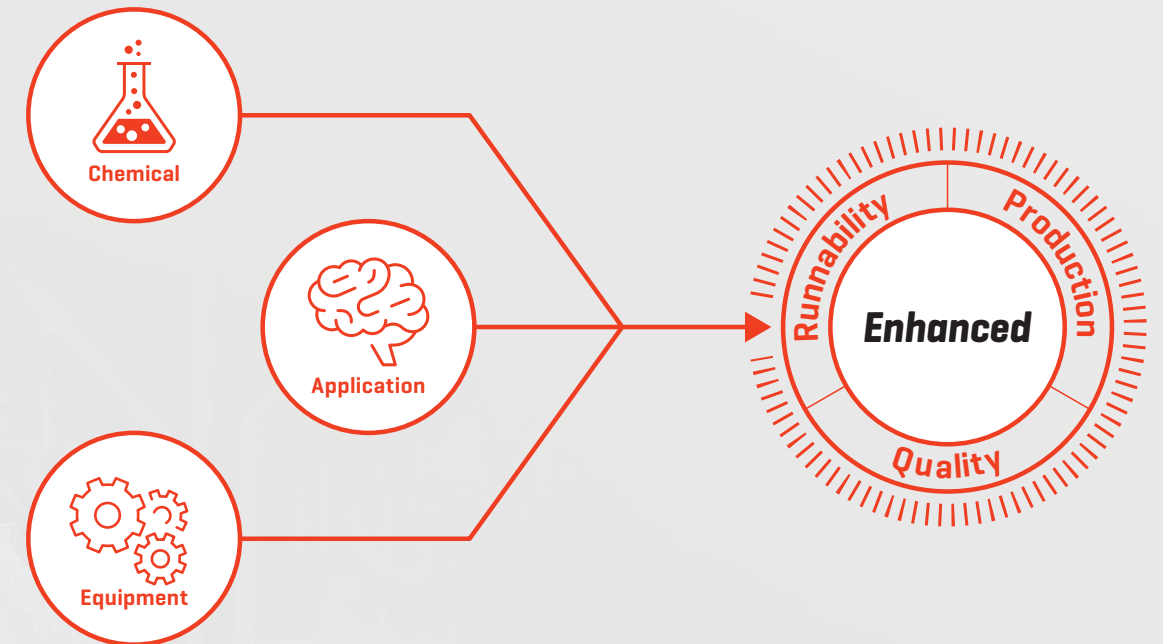 Chemical
Application
Equipment
Runnability
Production
Quality
Enhanced